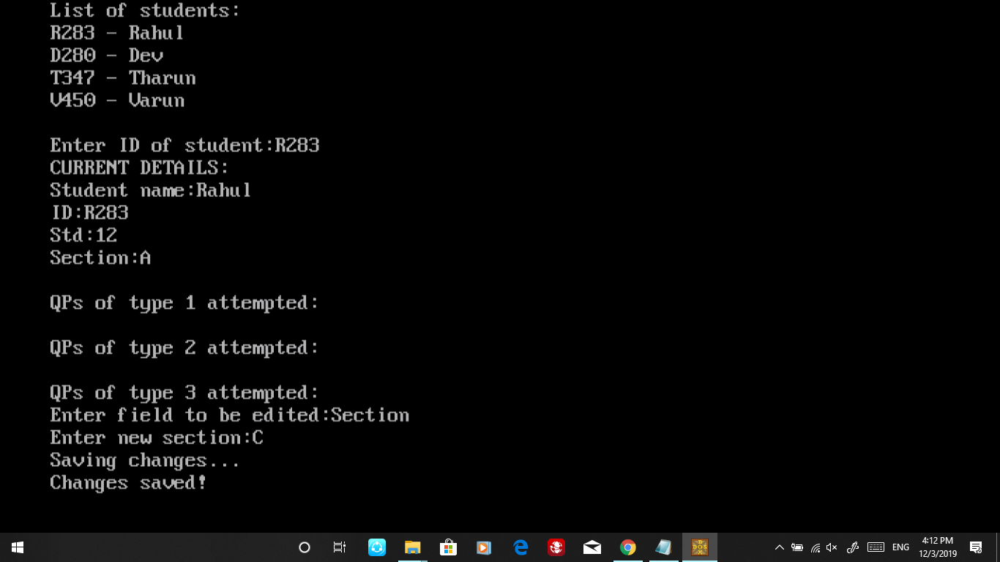 List of students:
R283 - Rahul
D280 - Dev
T347 - Tharun
V450 - Varun
Enter ID of student:R283
CURRENT DETAILS:
Student name:Rahul
ID:R283
Std:12
Section:A
QPs of type 1 attempted:
QPs of type 2 attempted:
QPs of type 3 attempted:
Enter field to be edited:Section
Enter new section:C
Saving changes...
Changes saved!
ENG
4:12 PM
12/3/2019